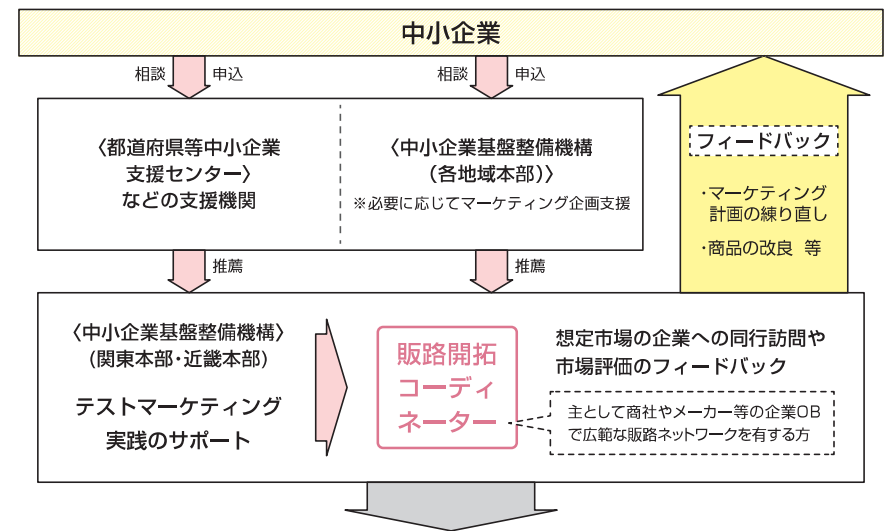 中小企業
相談
申込
相談
申込
〈都道府県等中小企業
支援センター〉
などの支援機関
〈中小企業基盤整備機構
(各地域本部)〉
※必要に応じてマーケティング企画支援
フィードバック
・マーケティング
計画の練り直し
・商品の改良 等
推薦
推薦
〈中小企業基盤整備機構〉
(関東本部・近畿本部)
テストマーケティング
実践のサポート
販路開拓
コーディ
ネーター
想定市場の企業への同行訪問や
市場評価のフィードバック
主として商社やメーカー等の企業OB
で広範な販路ネットワークを有する方